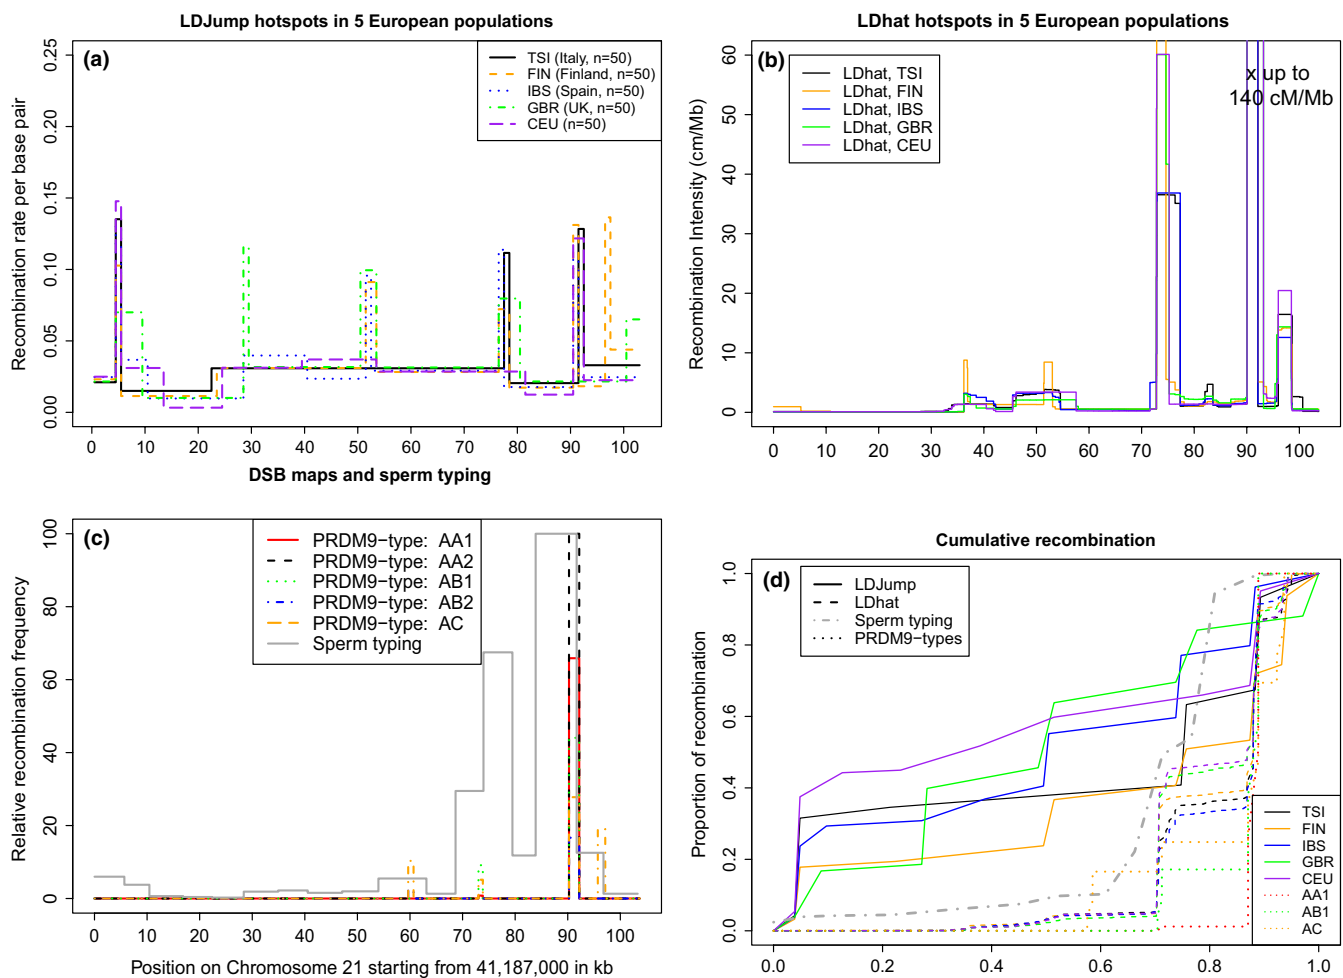 LDJump hotspots in 5 European populations
(a)
TSI (Italy, n=50)
FIN (Finland, n=50)
IBS (Spain, n=50)
GBR (UK, n=50)
CEU (n=50)
Recombination rate per base pair
0.25
0.20
0.15
0.10
0.05
0.00
0 10 20 30 40 50 60 70 80 90 100
LDhat hotspots in 5 European populations
(b)
LDhat, TSI
LDhat, FIN
LDhat, IBS
LDhat, GBR
LDhat, CEU
x up to
140 cM/Mb
Recombination Intensity (cm/Mb)
60
50
40
30
20
10
0
0 10 20 30 40 50 60 70 80 90 100
DSB maps and sperm typing
(c)
PRDM9-type: AA1
PRDM9-type: AA2
PRDM9-type: AB1
PRDM9-type: AB2
PRDM9-type: AC
Sperm typing
Relative recombination frequency
100
80
60
40
20
0
0 10 20 30 40 50 60 70 80 90 100
Position on Chromosome 21 starting from 41,187,000 in kb
Cumulative recombination
(d)
LDJump
LDhat
Sperm typing
PRDM9-types
Proportion of recombination
1.0
0.8
0.6
0.4
0.2
0.0
TSI
FIN
IBS
GBR
CEU
AA1
AB1
AC
0.0 0.2 0.4 0.6 0.8 1.0